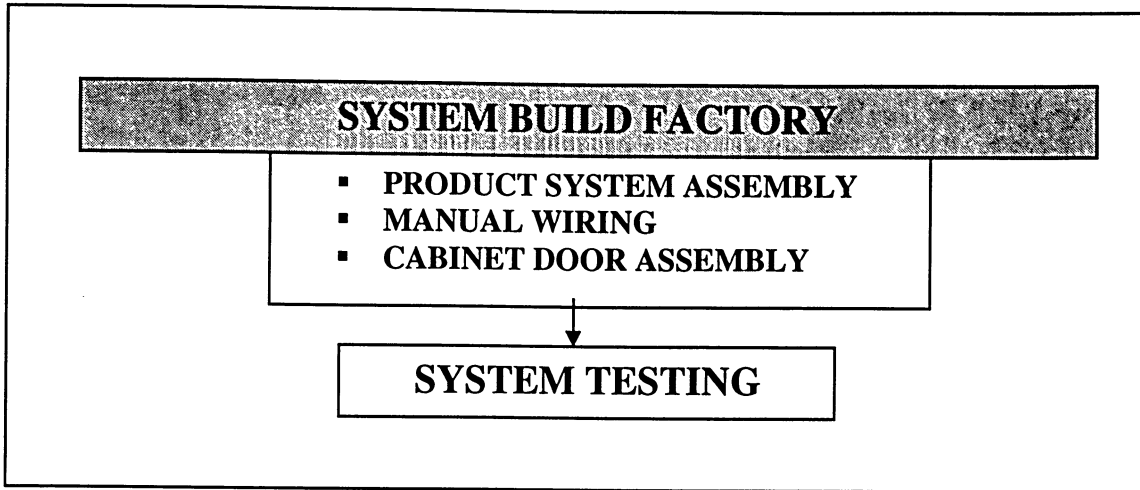 SYSTEM BUILD FACTORY
▪ PRODUCT SYSTEM ASSEMBLY
▪ MANUAL WIRING
▪ CABINET DOOR ASSEMBLY
SYSTEM TESTING